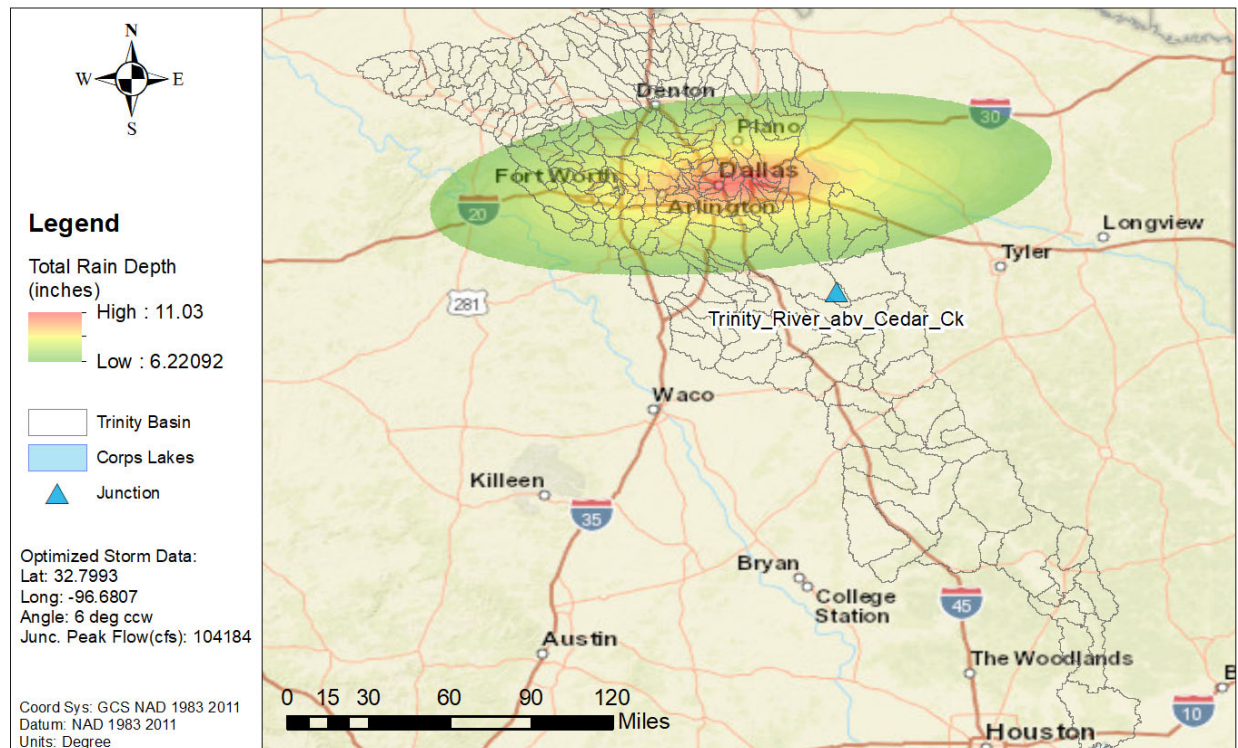 N
W
E
S
Legend
Total Rain Depth
(inches)
High : 11.03
Low : 6.22092
Trinity Basin
Corps Lakes
Junction
Optimized Storm Data:
Lat: 32.7993
Long: -96.6807
Angle: 6 deg ccw
Junc. Peak Flow(cfs): 104184
Coord Sys: GCS NAD 1983 2011
Datum: NAD 1983 2011
Units: Degree
Denton
30
Plano
Dallas
Fort Worth
20
Arlington
Longview
Tyler
281
Trinity_River_abv_Cedar_Ck
Waco
Killeen
35
Bryan
College
Station
45
Austin
The Woodlands
B
10
Houston
0 15 30 60 90 120
Miles